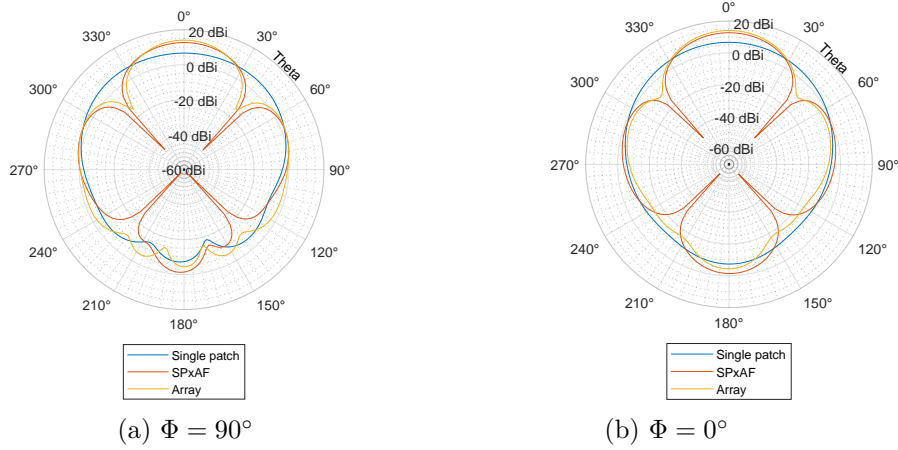 0°
20 dBi
330°
30°
Theta
0 dBi
300°
60°
-20 dBi
-40 dBi
270°
-60 dBi
90°
240°
120°
210°
150°
180°
Single patch
SPxAF
Array
(a) Φ = 90°
0°
20 dBi
330°
30°
Theta
0 dBi
300°
60°
-20 dBi
-40 dBi
-60 dBi
270°
90°
240°
120°
210°
150°
180°
Single patch
SPxAF
Array
(b) Φ = 0°